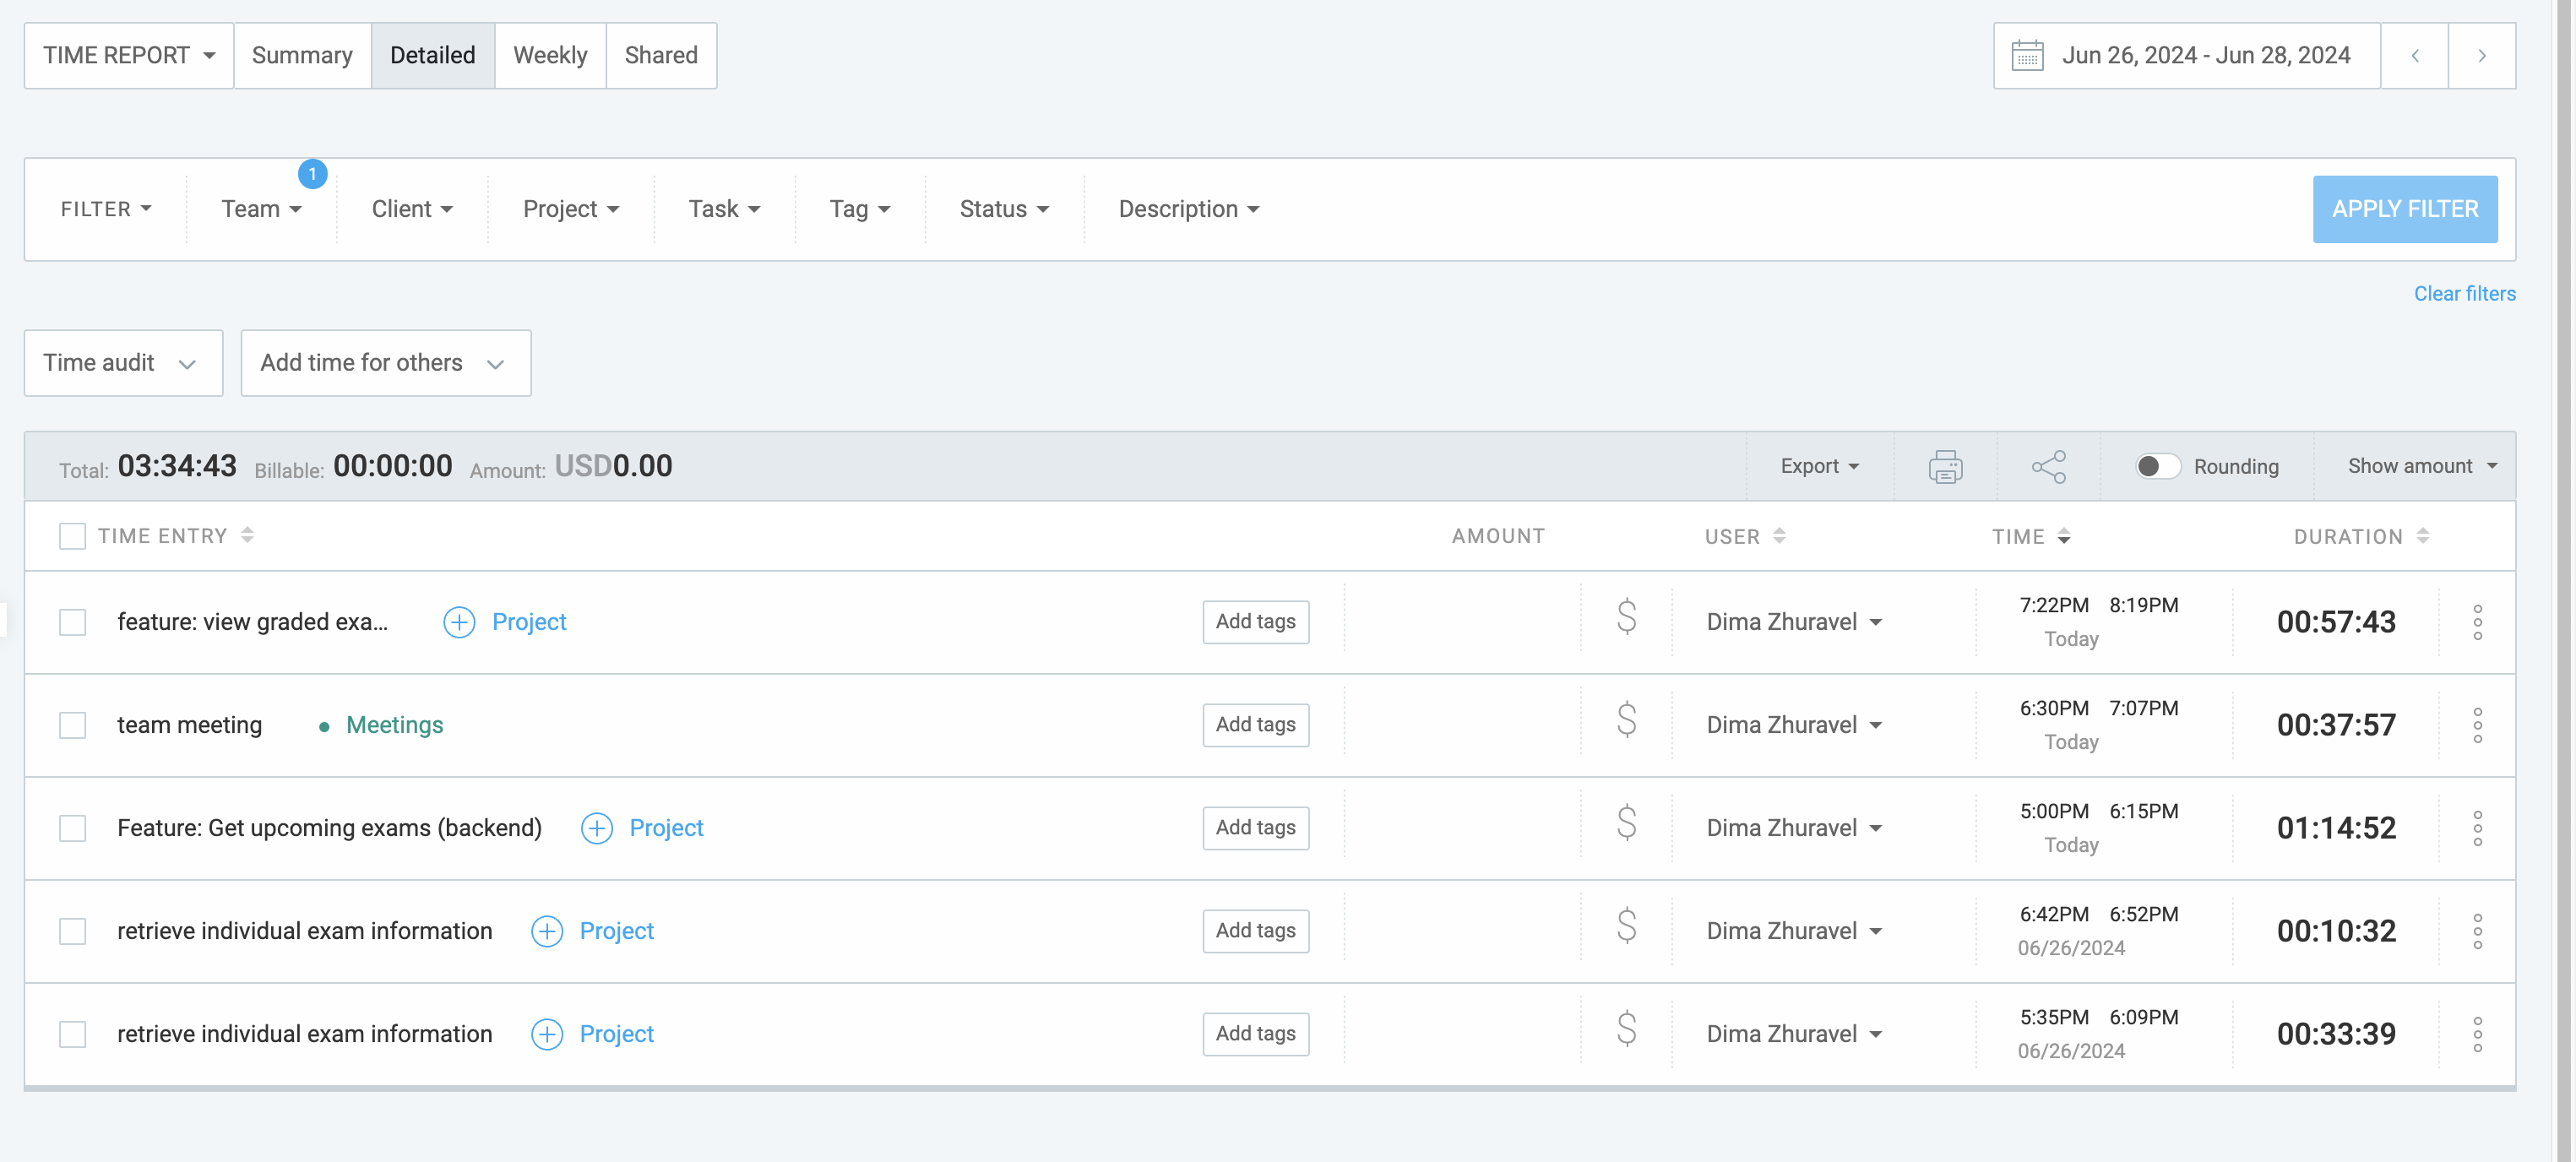 TIME REPORT Summary Detailed Weekly Shared Jun 26, 2024 - Jun 28, 2024
1
FILTER Team Client Project Task Tag Status Description APPLY FILTER
Clear filters
Time audit Add time for others
Total: 03:34:43 Billable: 00:00:00 Amount: USD0.00 Export Rounding Show amount
TIME ENTRY AMOUNT USER TIME DURATION
feature: view graded exa... Project Add tags $ Dima Zhuravel 7:22PM 8:19PM 00:57:43
Today
team meeting Meetings Add tags $ Dima Zhuravel 6:30PM 7:07PM 00:37:57
Today
Feature: Get upcoming exams (backend) Project Add tags $ Dima Zhuravel 5:00PM 6:15PM 01:14:52
Today
retrieve individual exam information Project Add tags $ Dima Zhuravel 6:42PM 6:52PM 00:10:32
06/26/2024
retrieve individual exam information Project Add tags $ Dima Zhuravel 5:35PM 6:09PM 00:33:39
06/26/2024